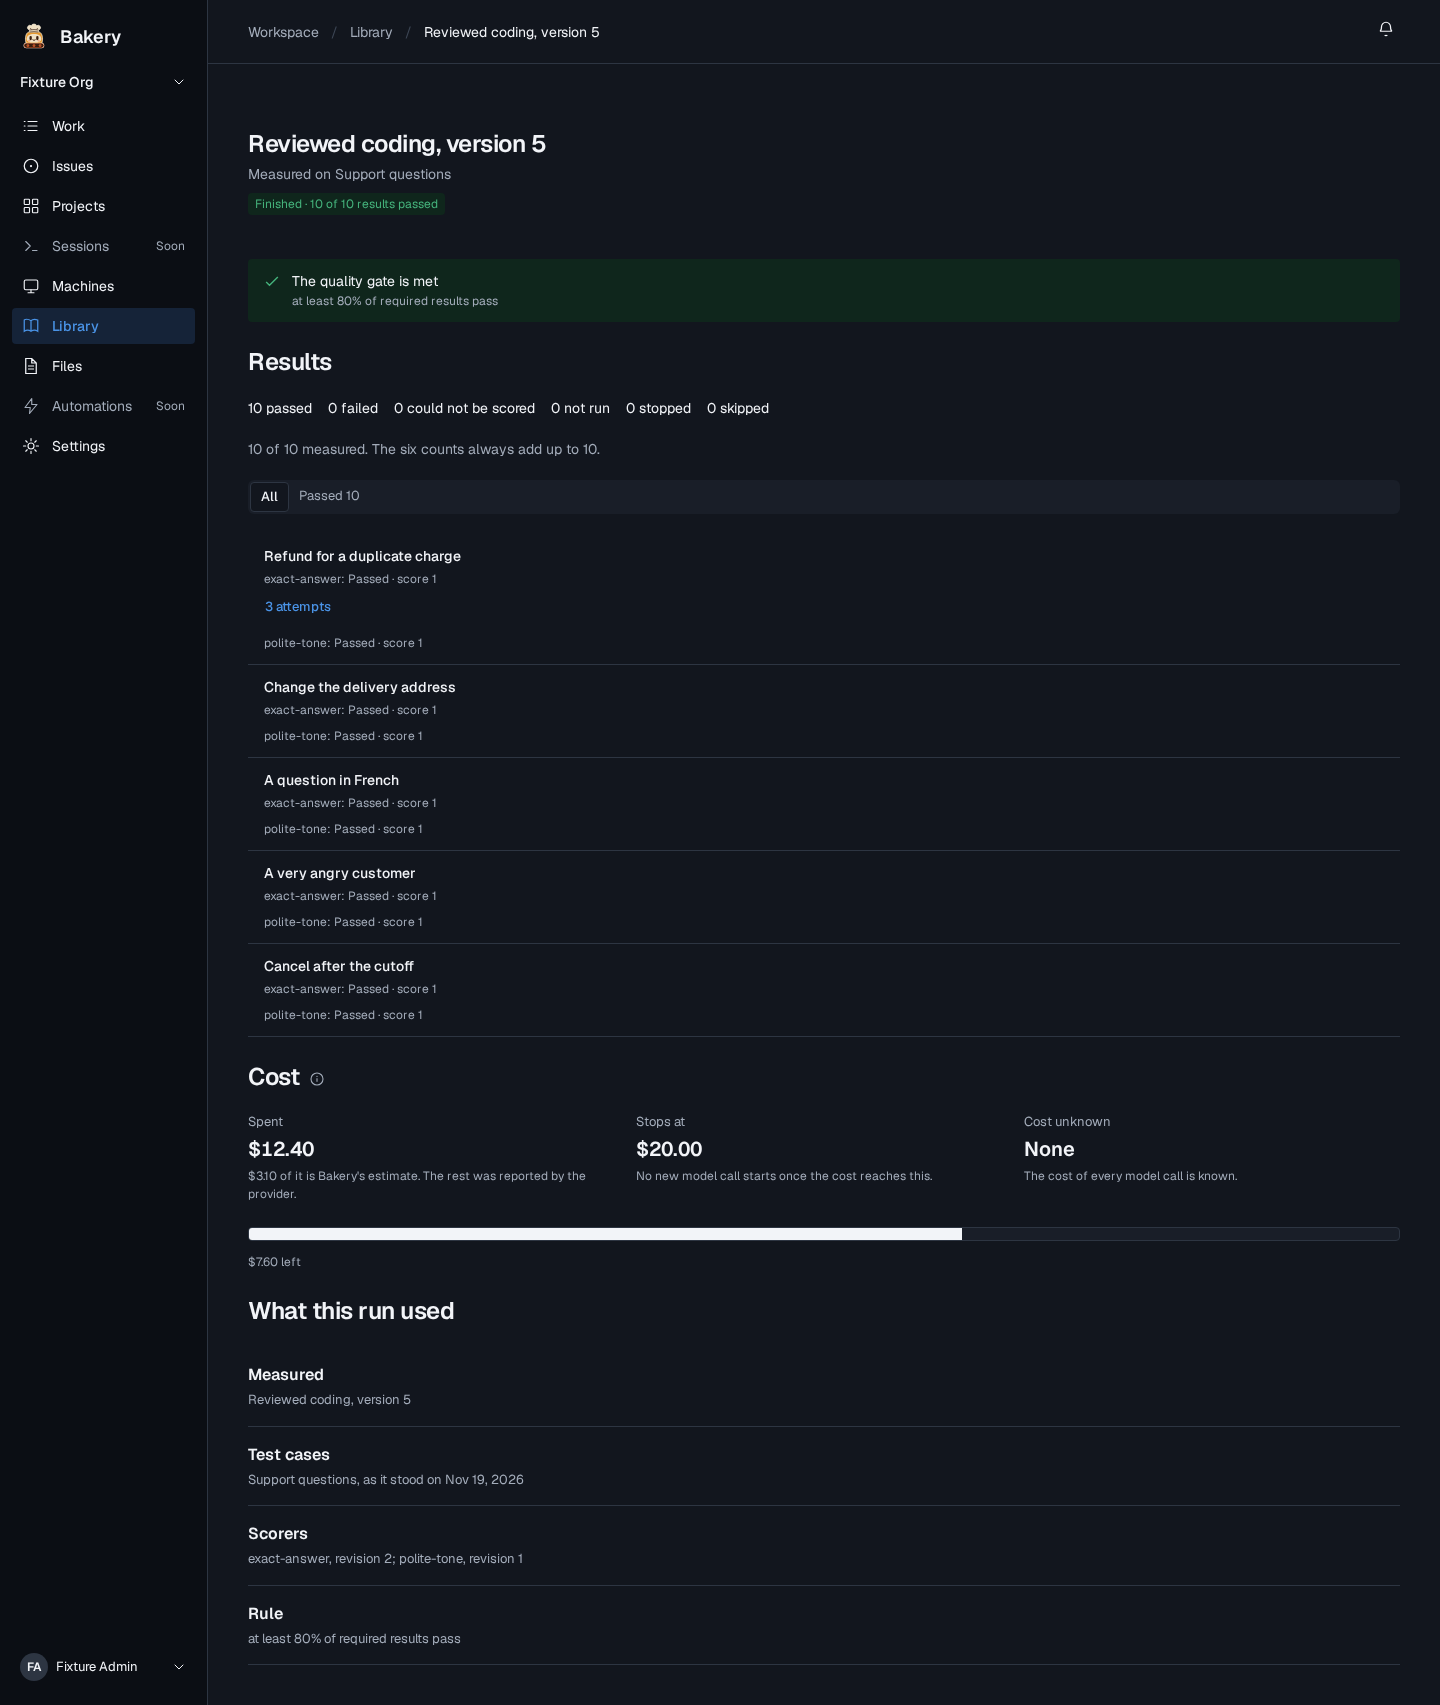 Bakery
Fixture Org
Work
Issues
Projects
Sessions Soon
Machines
Library
Files
Automations Soon
Settings
FA Fixture Admin
Workspace / Library / Reviewed coding, version 5
Reviewed coding, version 5
Measured on Support questions
Finished · 10 of 10 results passed
The quality gate is met
at least 80% of required results pass
Results
10 passed 0 failed 0 could not be scored 0 not run 0 stopped 0 skipped
10 of 10 measured. The six counts always add up to 10.
All Passed 10
Refund for a duplicate charge
exact-answer: Passed · score 1
3 attempts
polite-tone: Passed · score 1
Change the delivery address
exact-answer: Passed · score 1
polite-tone: Passed · score 1
A question in French
exact-answer: Passed · score 1
polite-tone: Passed · score 1
A very angry customer
exact-answer: Passed · score 1
polite-tone: Passed · score 1
Cancel after the cutoff
exact-answer: Passed · score 1
polite-tone: Passed · score 1
Cost
Spent
$12.40
$3.10 of it is Bakery's estimate. The rest was reported by the
provider.
Stops at
$20.00
No new model call starts once the cost reaches this.
Cost unknown
None
The cost of every model call is known.
$7.60 left
What this run used
Measured
Reviewed coding, version 5
Test cases
Support questions, as it stood on Nov 19, 2026
Scorers
exact-answer, revision 2; polite-tone, revision 1
Rule
at least 80% of required results pass